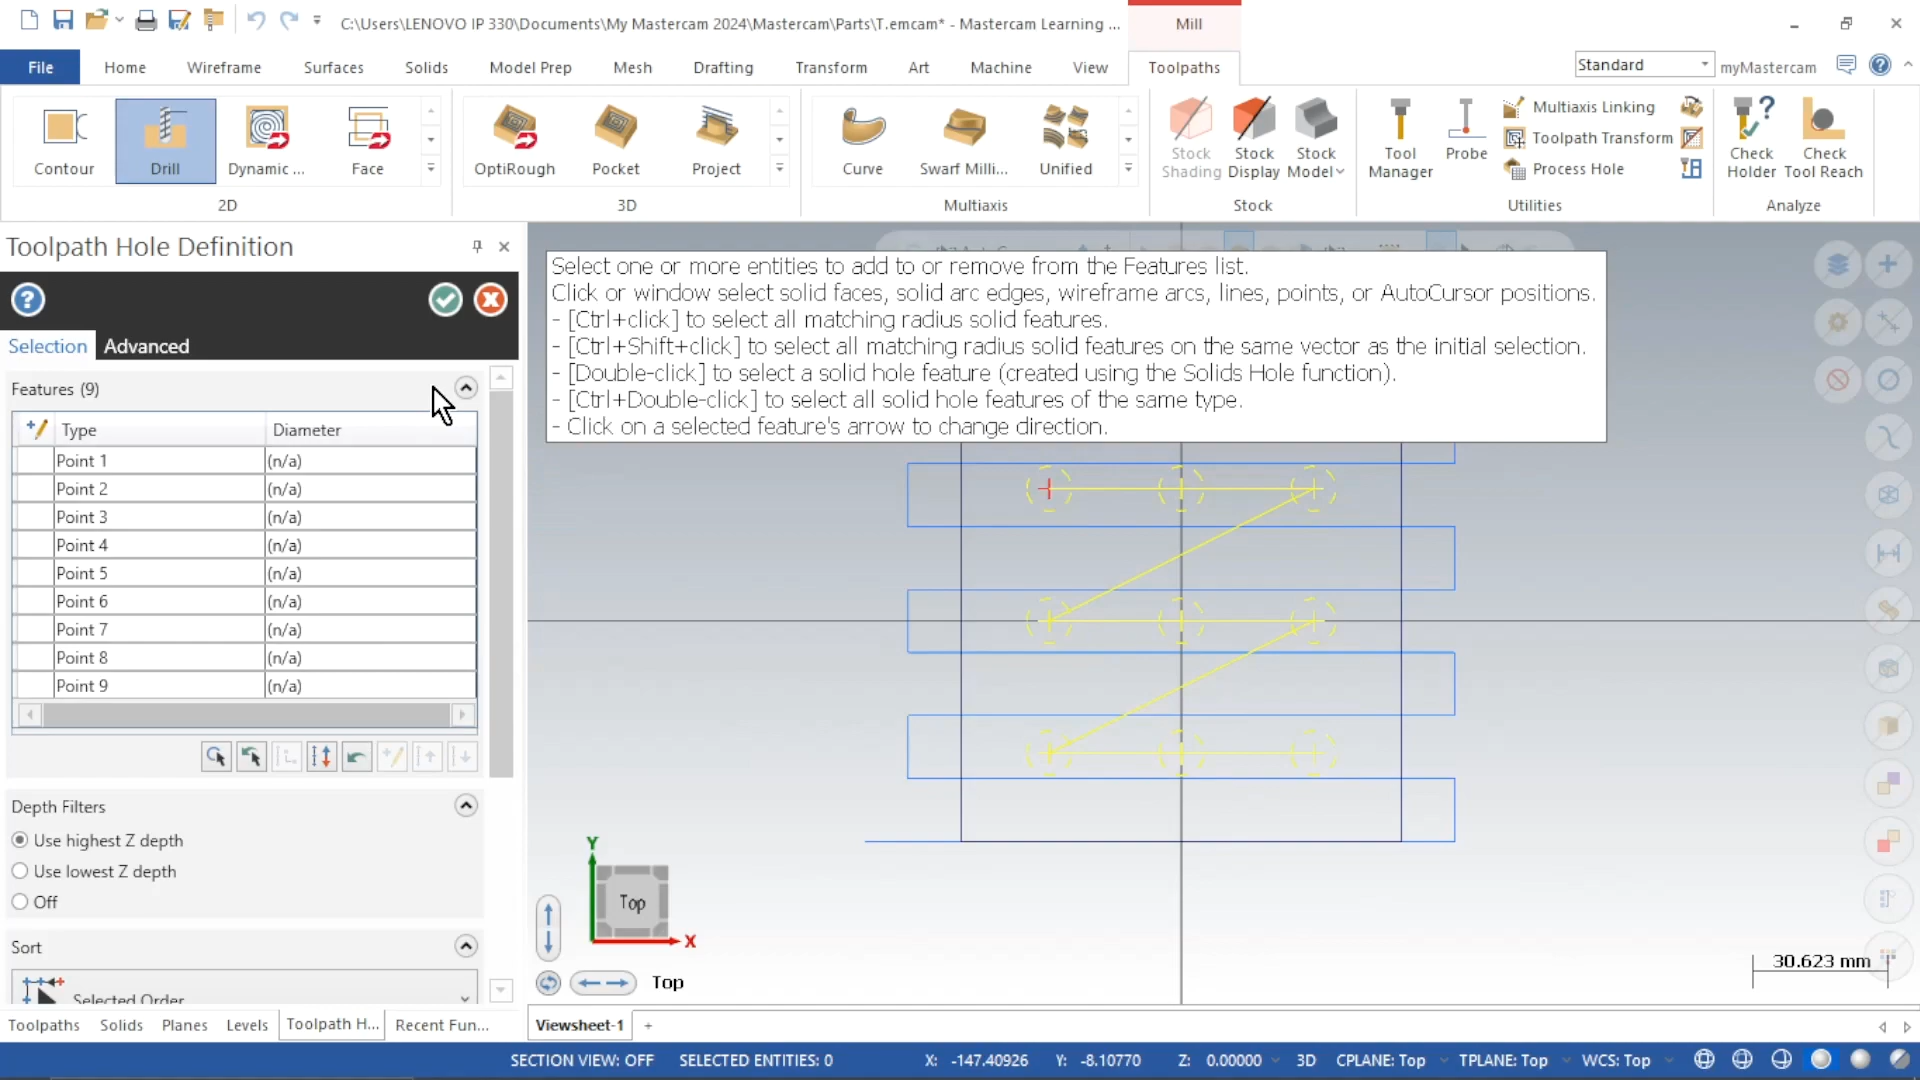 C:\Users\LENOVO IP 330\Documents\My Mastercam 2024\Mastercam\Parts\T.emcam* - Mastercam Learning ...
Mill
File
Home
Wireframe
Surfaces
Solids
Model Prep
Mesh
Drafting
Transform
Art
Machine
View
Toolpaths
Standard
myMastercam
Contour
Drill
Dynamic ...
Face
2D
OptiRough
Pocket
Project
3D
Curve
Swarf Milli...
Unified
Multiaxis
Stock
Shading
Stock
Display
Stock
Model
Stock
Tool
Manager
Probe
Multiaxis Linking
Toolpath Transform
Process Hole
Utilities
Check
Holder
Check
Tool Reach
Analyze
Toolpath Hole Definition
Selection
Advanced
Features (9)
Type
Diameter
Point 1
(n/a)
Point 2
(n/a)
Point 3
(n/a)
Point 4
(n/a)
Point 5
(n/a)
Point 6
(n/a)
Point 7
(n/a)
Point 8
(n/a)
Point 9
(n/a)
Depth Filters
Use highest Z depth
Use lowest Z depth
Off
Sort
Selected Order
Select one or more entities to add to or remove from the Features list.
Click or window select solid faces, solid arc edges, wireframe arcs, lines, points, or AutoCursor positions.
- [Ctrl+click] to select all matching radius solid features.
- [Ctrl+Shift+click] to select all matching radius solid features on the same vector as the initial selection.
- [Double-click] to select a solid hole feature (created using the Solids Hole function).
- [Ctrl+Double-click] to select all solid hole features of the same type.
- Click on a selected feature's arrow to change direction.
Y
Top
X
Top
30.623 mm
Toolpaths
Solids
Planes
Levels
Toolpath H...
Recent Fun...
Viewsheet-1
+
SECTION VIEW: OFF
SELECTED ENTITIES: 0
X: -147.40926
Y: -8.10770
Z: 0.00000
3D
CPLANE: Top
TPLANE: Top
WCS: Top